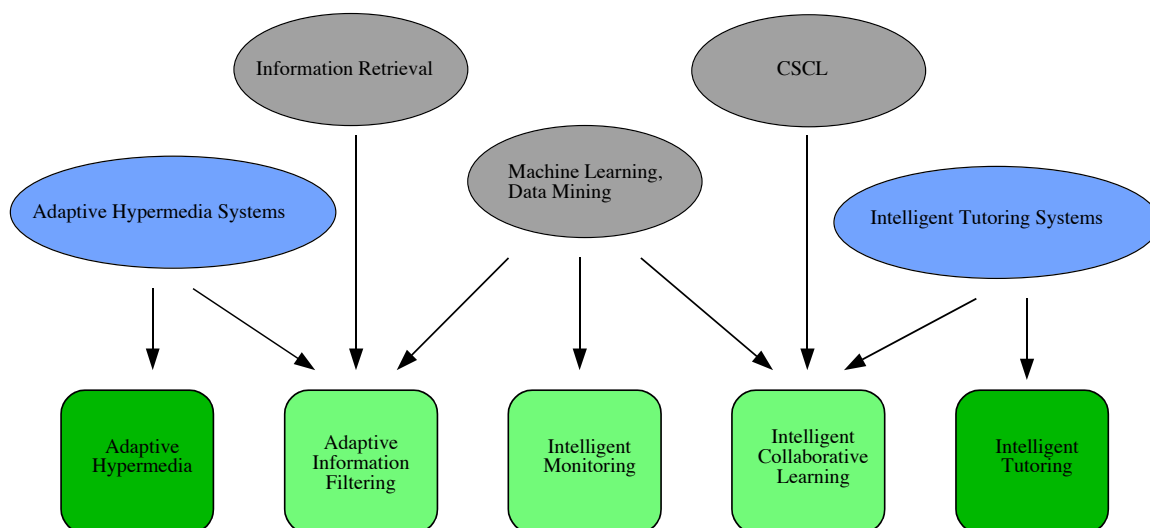 Information Retrieval
CSCL
Machine Learning,
Data Mining
Adaptive Hypermedia Systems
Intelligent Tutoring Systems
Adaptive
Hypermedia
Adaptive
Information
Filtering
Intelligent
Monitoring
Intelligent
Collaborative
Learning
Intelligent
Tutoring